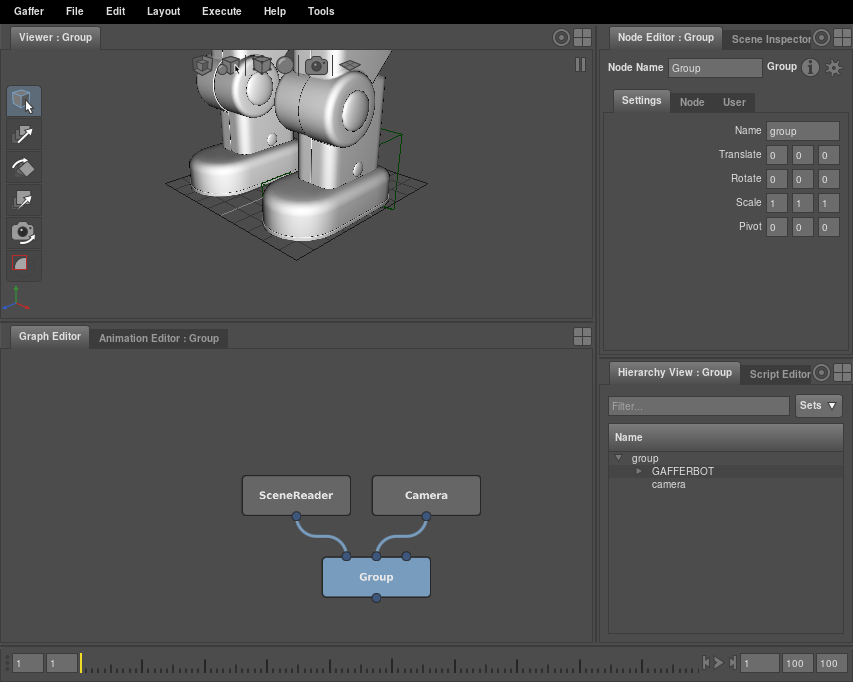 Gaffer File Edit Layout Execute Help Tools
Viewer : Group
Node Editor : Group Scene Inspector
Node Name Group Group
Settings Node User
Name group
Translate 0 0 0
Rotate 0 0 0
Scale 1 1 1
Pivot 0 0 0
Graph Editor Animation Editor : Group
SceneReader Camera
Group
Hierarchy View : Group Script Editor
Filter... Sets
Name
group
GAFFERBOT
camera
1 1 1 100 100